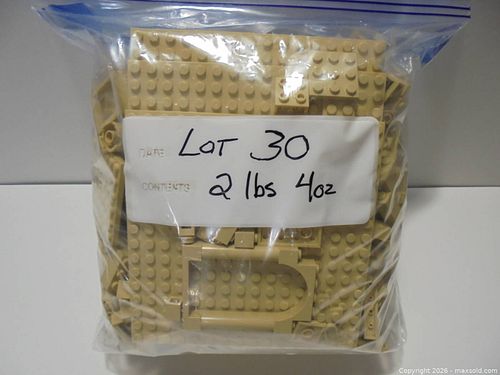 DATE LOT 30
CONTENTS 2 lbs 4oz
Copyright 2026 - maxsold.com